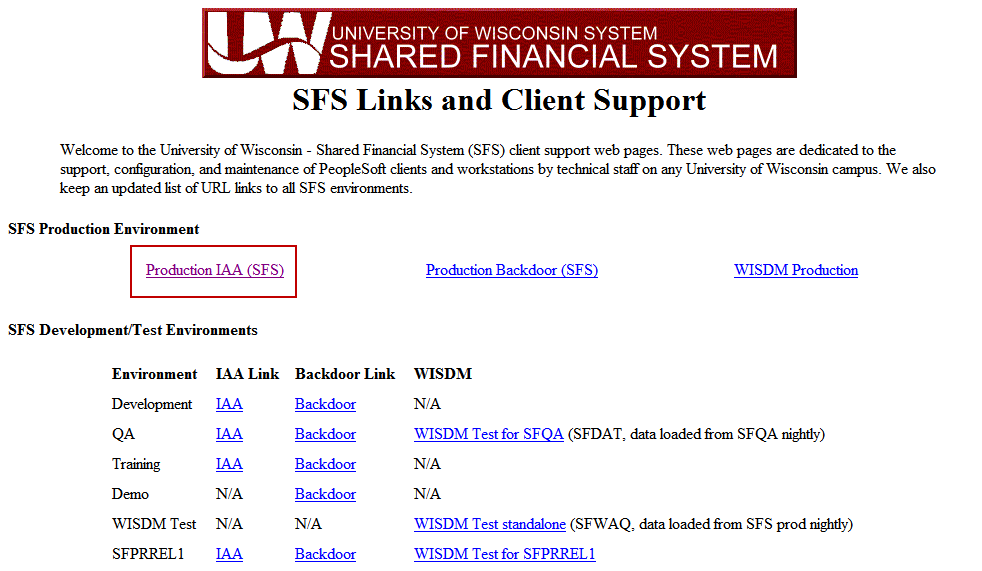 UW UNIVERSITY OF WISCONSIN SYSTEM
SHARED FINANCIAL SYSTEM
SFS Links and Client Support
Welcome to the University of Wisconsin - Shared Financial System (SFS) client support web pages. These web pages are dedicated to the
support, configuration, and maintenance of PeopleSoft clients and workstations by technical staff on any University of Wisconsin campus. We also
keep an updated list of URL links to all SFS environments.
SFS Production Environment
Production IAA (SFS) Production Backdoor (SFS) WISDM Production
SFS Development/Test Environments
Environment IAA Link Backdoor Link WISDM
Development IAA Backdoor N/A
QA IAA Backdoor WISDM Test for SFQA (SFDAT, data loaded from SFQA nightly)
Training IAA Backdoor N/A
Demo N/A Backdoor N/A
WISDM Test N/A N/A WISDM Test standalone (SFWAQ, data loaded from SFS prod nightly)
SFPRREL1 IAA Backdoor WISDM Test for SFPRREL1